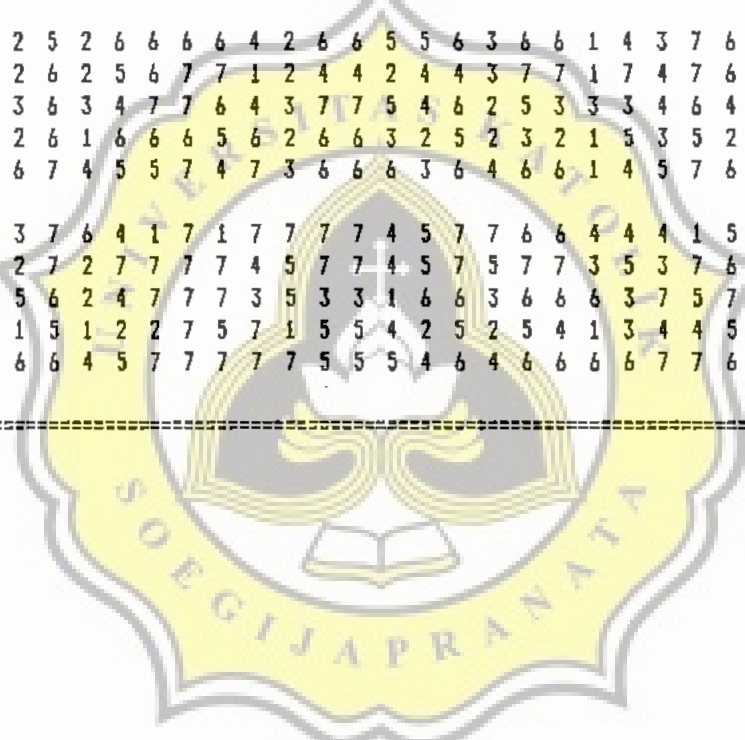 2 5 2 6 6 6 6 4 2 6 6 5 5 6 3 6 6 1 4 3 7 6
2 6 2 5 6 7 7 1 2 4 4 2 4 4 3 7 7 1 7 4 7 6
3 6 3 4 7 7 6 4 3 7 7 5 4 6 2 5 3 3 3 4 6 4
2 6 1 6 6 6 5 6 2 6 6 3 2 5 2 3 2 1 5 3 5 2
6 7 4 5 5 7 4 7 3 6 6 6 3 6 4 6 6 1 4 5 7 6
3 7 6 4 1 7 1 7 7 7 7 4 5 7 7 6 6 4 4 4 1 5
2 7 2 7 7 7 7 4 5 7 7 4 5 7 5 7 7 3 5 3 7 6
5 6 2 4 7 7 7 3 5 3 3 1 6 6 3 6 6 6 3 7 5 7
1 5 1 2 2 7 5 7 1 5 5 4 2 5 2 5 4 1 3 4 4 5
6 6 4 5 7 7 7 7 7 5 5 5 4 6 4 6 6 6 6 7 7 6
UNIVERSITAS KATOLIK
SOEGIJAPRANATA